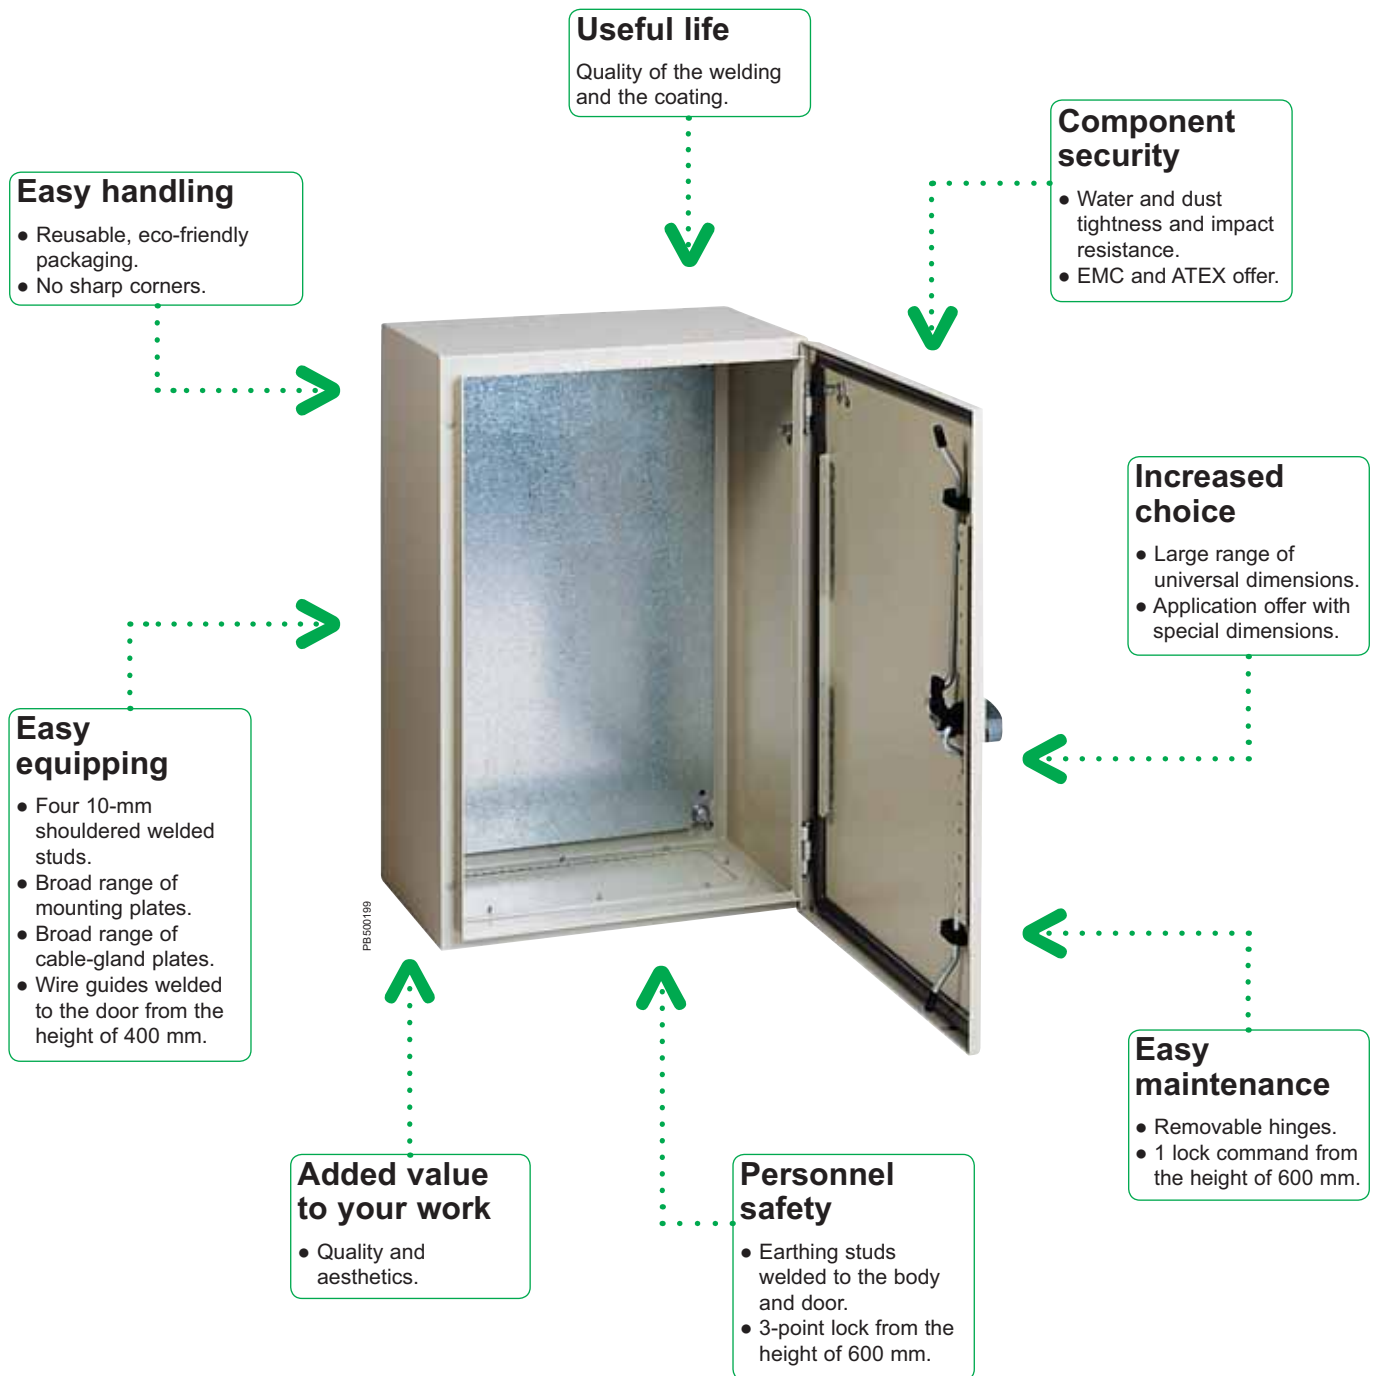 Useful life
Quality of the welding
and the coating.
Component
security
● Water and dust
tightness and impact
resistance.
● EMC and ATEX offer.
Easy handling
● Reusable, eco-friendly
packaging.
● No sharp corners.
Increased
choice
● Large range of
universal dimensions.
● Application offer with
special dimensions.
Easy
equipping
● Four 10-mm
shouldered welded
studs.
● Broad range of
mounting plates.
● Broad range of
cable-gland plates.
● Wire guides welded
to the door from the
height of 400 mm.
PB500199
Easy
maintenance
● Removable hinges.
● 1 lock command from
the height of 600 mm.
Added value
to your work
● Quality and
aesthetics.
Personnel
safety
● Earthing studs
welded to the body
and door.
● 3-point lock from the
height of 600 mm.